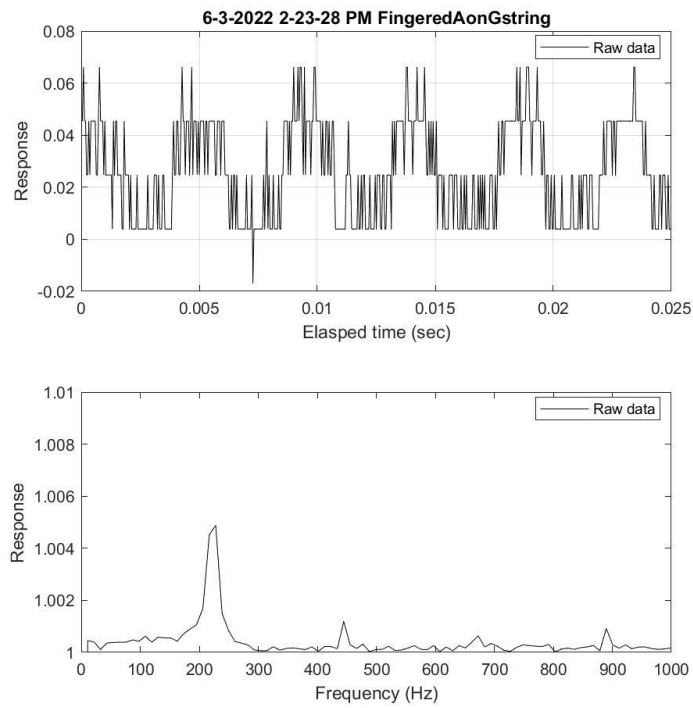 6-3-2022 2-23-28 PM FingeredAonGstring
0.08
Raw data
0.06
0.04
0.02
0
-0.02
Response
0 0.005 0.01 0.015 0.02 0.025
Elasped time (sec)
1.01
Raw data
1.008
1.006
1.004
1.002
1
Response
0 100 200 300 400 500 600 700 800 900 1000
Frequency (Hz)